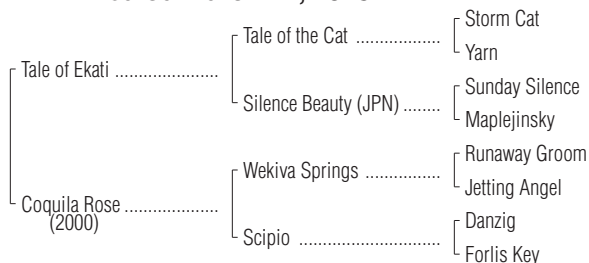 Storm Cat
Tale of the Cat ..................
Yarn
Tale of Ekati ......................
Sunday Silence
Silence Beauty (JPN) ........
Maplejinsky
Runaway Groom
Wekiva Springs ................
Jetting Angel
Coquila Rose ....................
(2000)
Danzig
Scipio ..............................
Forlis Key